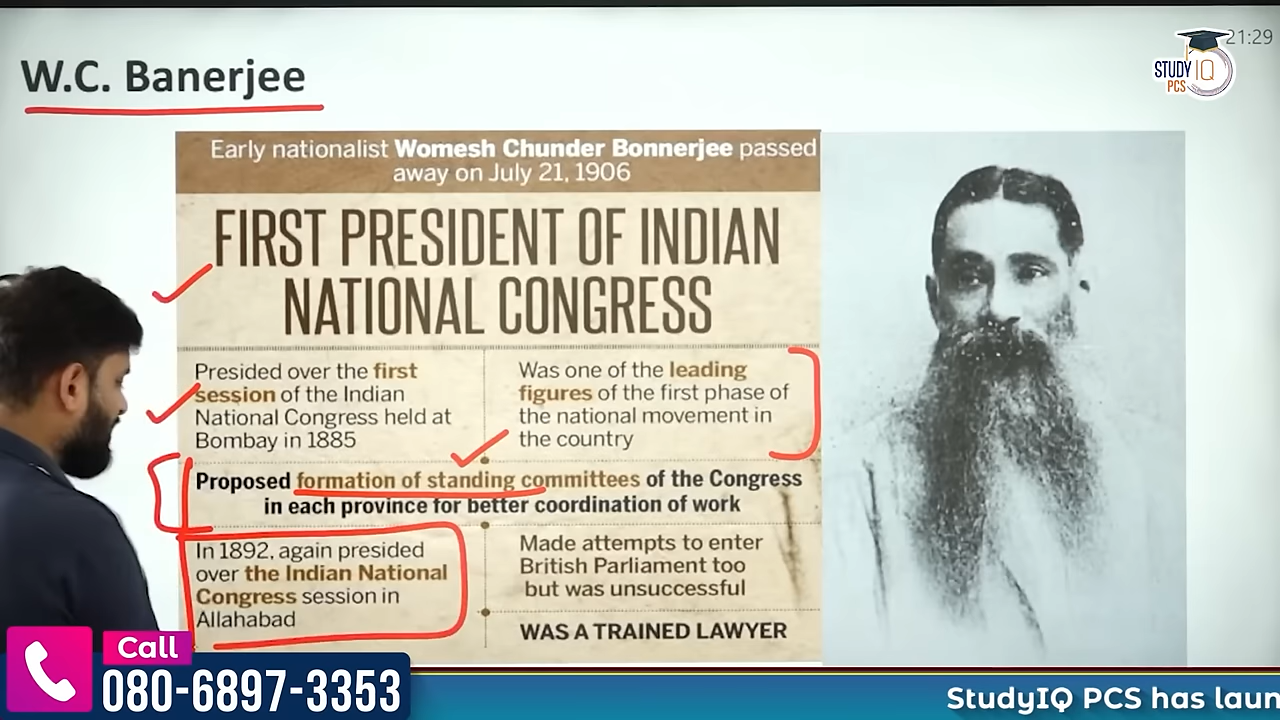 21:29
STUDY IQ
PCS
W.C. Banerjee
Early nationalist Womesh Chunder Bonnerjee passed
away on July 21, 1906
FIRST PRESIDENT OF INDIAN
NATIONAL CONGRESS
Presided over the first
session of the Indian
National Congress held at
Bombay in 1885
Was one of the leading
figures of the first phase of
the national movement in
the country
Proposed formation of standing committees of the Congress
in each province for better coordination of work
In 1892, again presided
over the Indian National
Congress session in
Allahabad
Made attempts to enter
British Parliament too
but was unsuccessful
WAS A TRAINED LAWYER
Call
080-6897-3353
StudyIQ PCS has laun